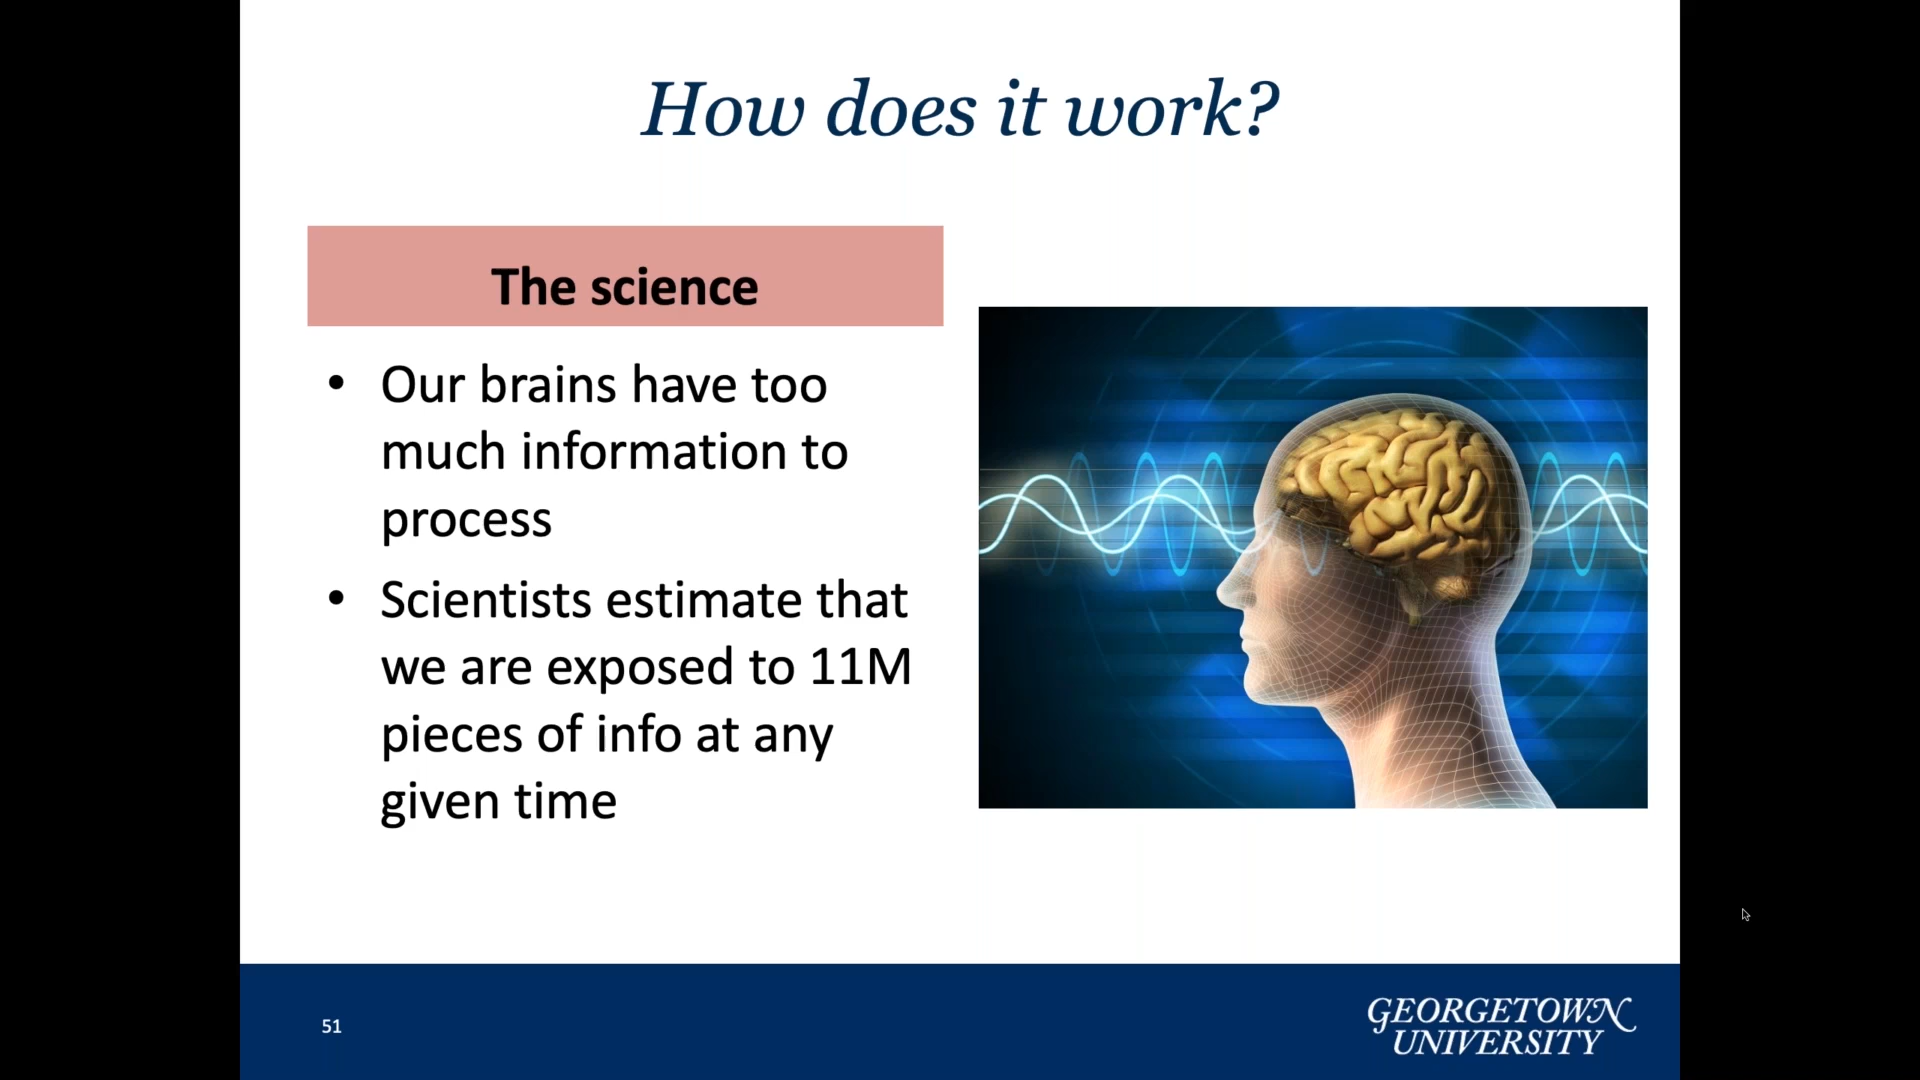 How does it work?
The science
• Our brains have too
much information to
process
• Scientists estimate that
we are exposed to 11M
pieces of info at any
given time
51
GEORGETOWN
UNIVERSITY